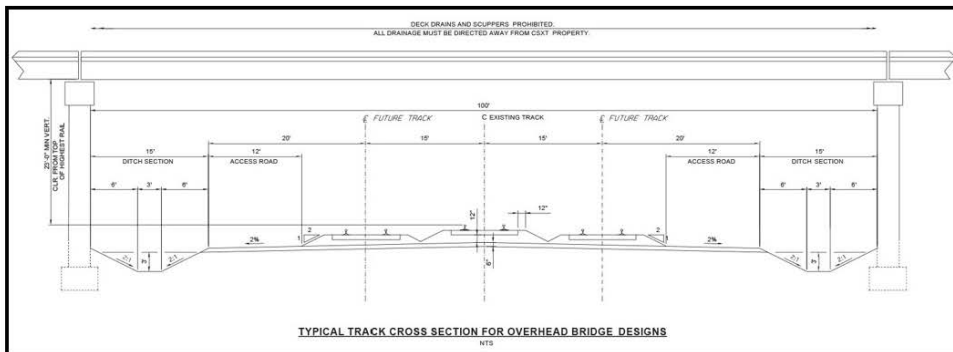 DECK DRAINS AND SCUPPERS PROHIBITED.
ALL DRAINAGE MUST BE DIRECTED AWAY FROM CSXT PROPERTY.
100'
℄ FUTURE TRACK
℄ EXISTING TRACK
℄ FUTURE TRACK
23'-0" MIN VERT.
CLR. FROM TOP
OF HIGHEST RAIL
20'
15'
15'
20'
15'
DITCH SECTION
12'
ACCESS ROAD
12'
ACCESS ROAD
15'
DITCH SECTION
6'
3'
6'
6'
3'
6'
12"
12"
2
1
2
1
2%
2%
6"
2:1
3'
2:1
2:1
3'
2:1
TYPICAL TRACK CROSS SECTION FOR OVERHEAD BRIDGE DESIGNS
NTS